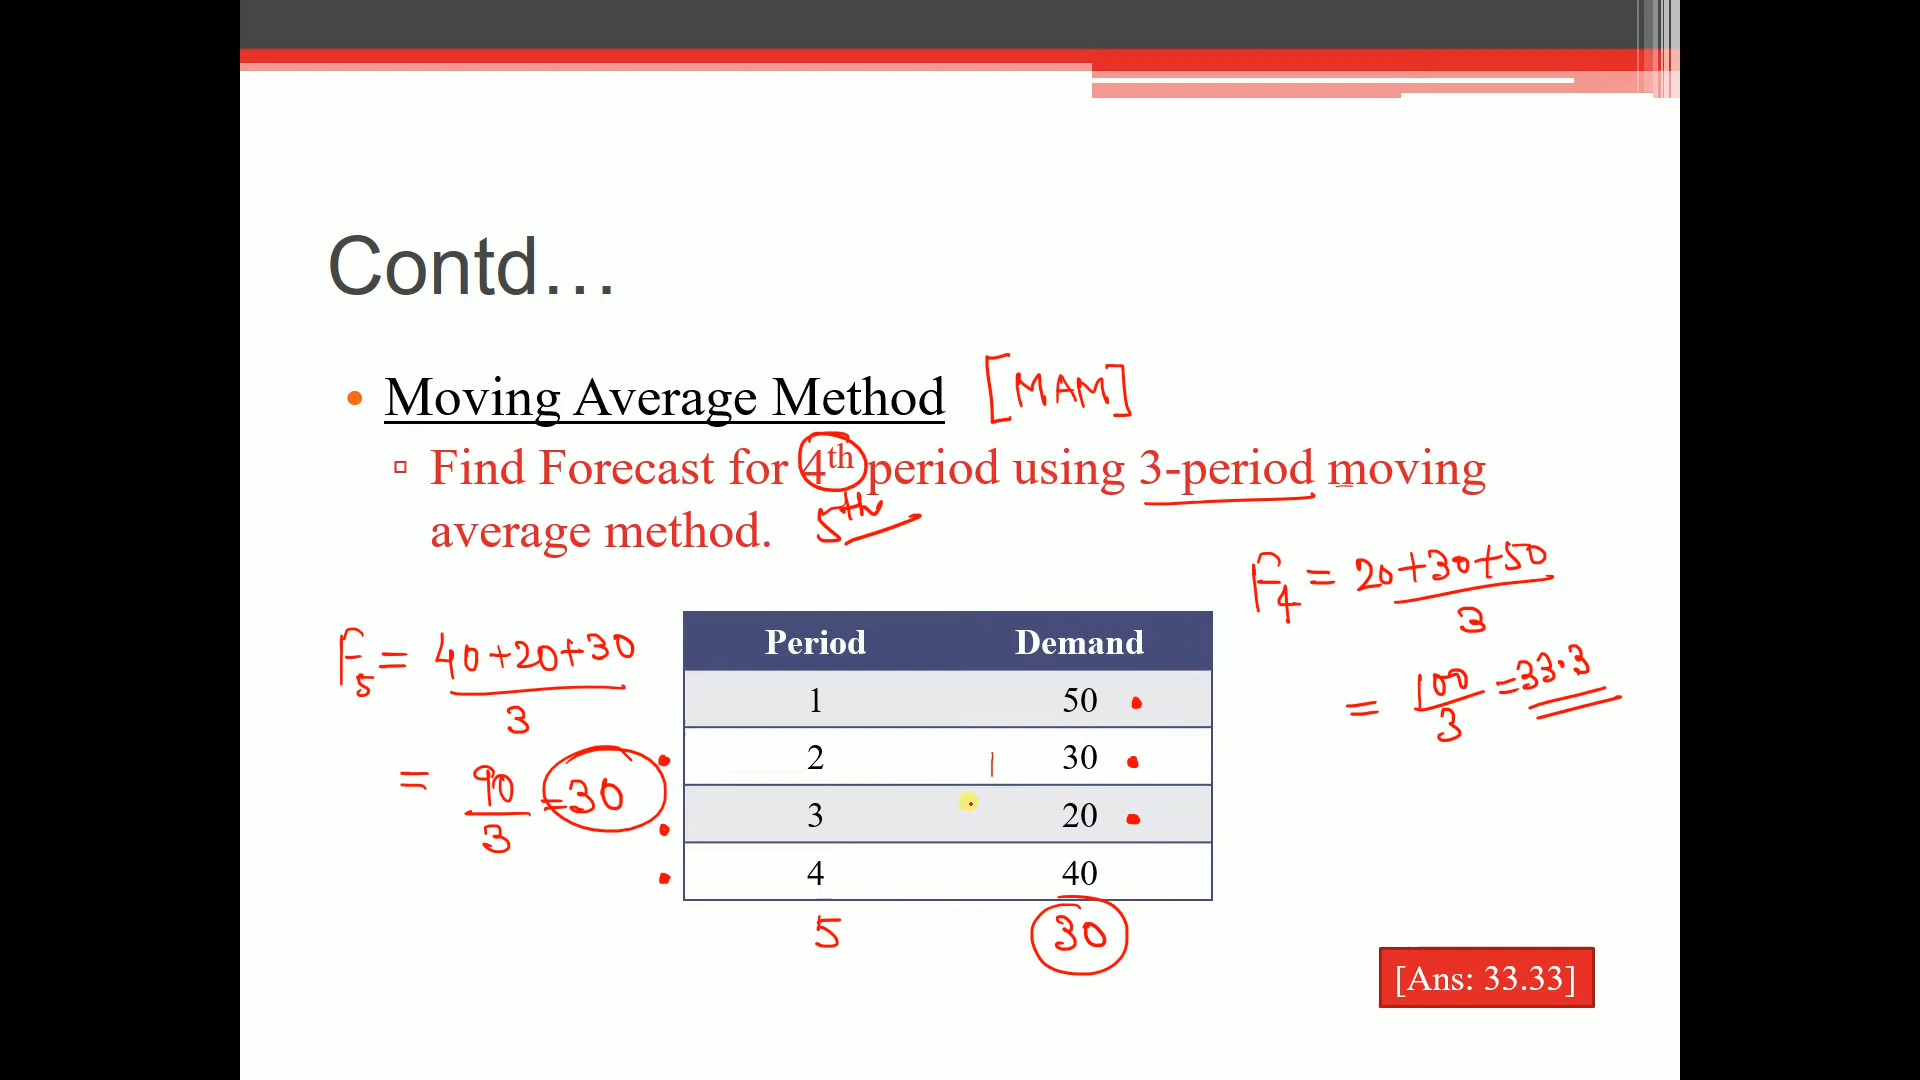 Contd…
• Moving Average Method [MAM]
▫ Find Forecast for 4th period using 3-period moving
average method. 5th
F4 = 20+30+50
3
= 100 = 33.3
3
F5 = 40+20+30
3
= 90 = 30
3
Period Demand
1 50
2 30
3 20
4 40
5 30
[Ans: 33.33]